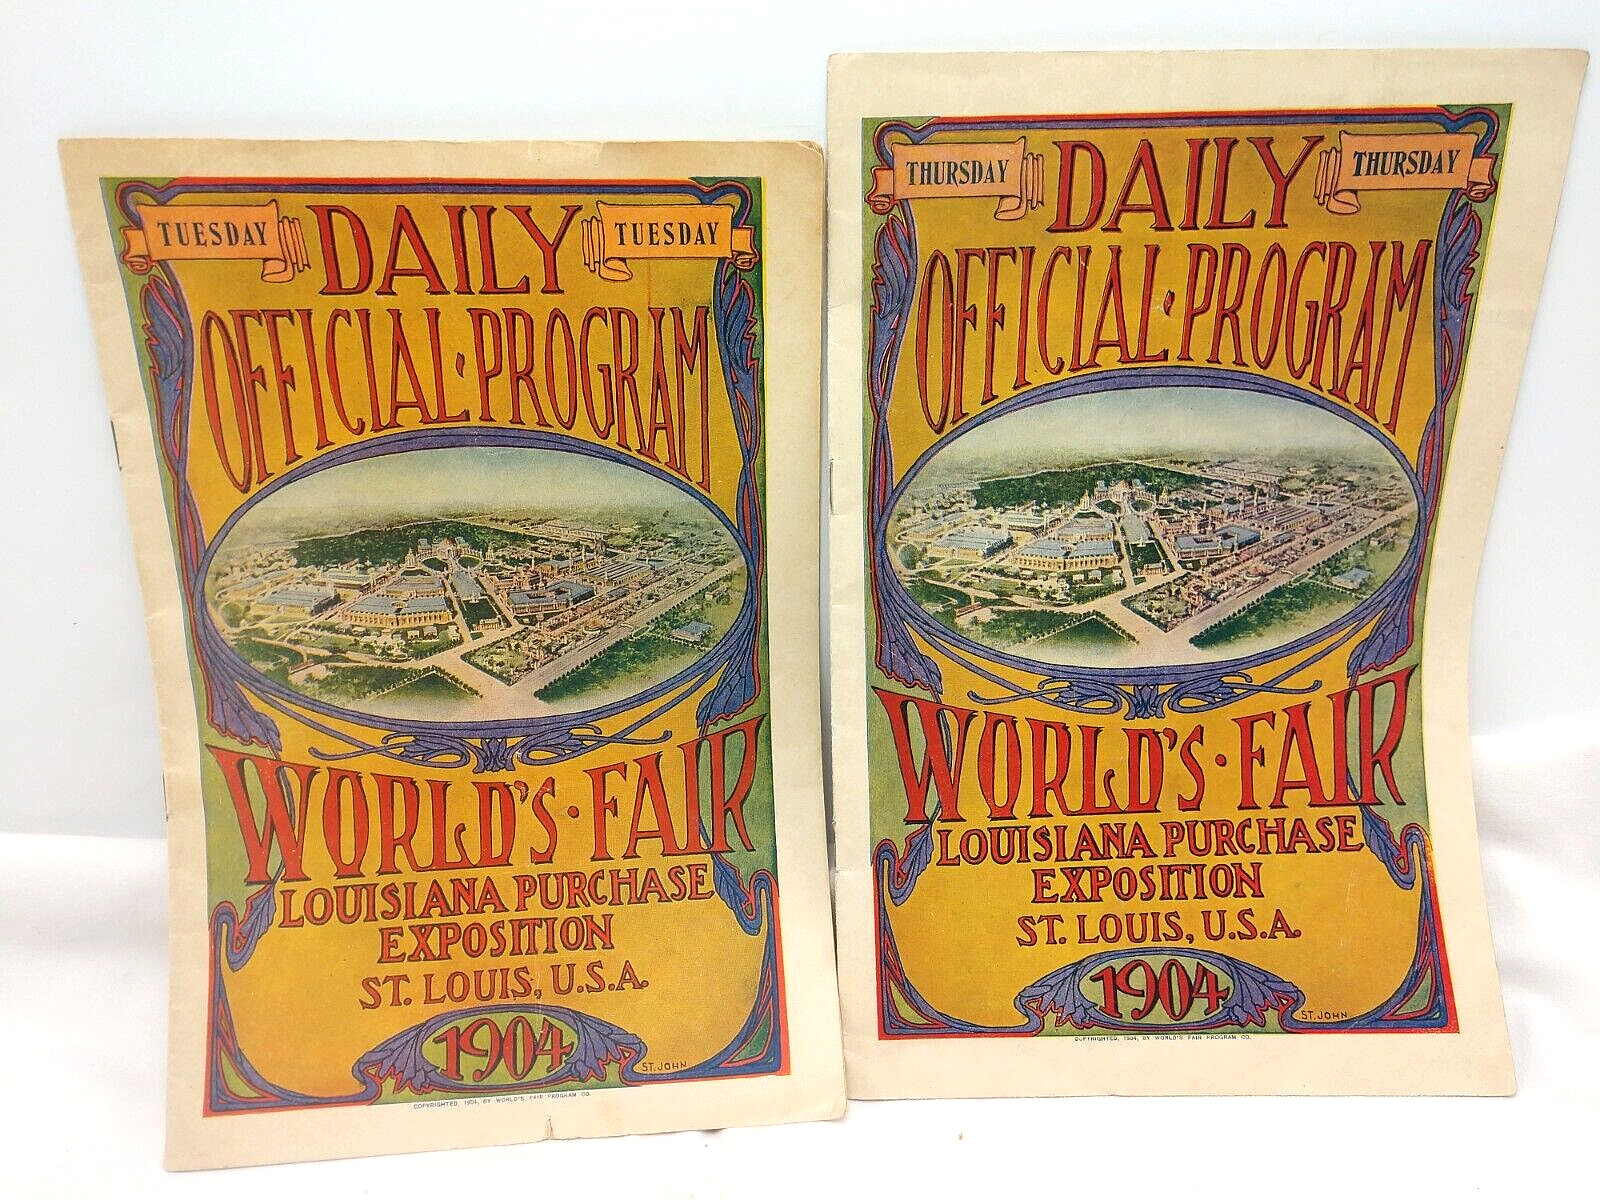 TUESDAY
TUESDAY
DAILY
OFFICIAL·PROGRAM
WORLD'S·FAIR
LOUISIANA PURCHASE
EXPOSITION
ST. LOUIS, U.S.A.
1904
ST. JOHN
COPYRIGHTED, 1904, BY WORLD'S FAIR PROGRAM CO.
THURSDAY
THURSDAY
DAILY
OFFICIAL·PROGRAM
WORLD'S·FAIR
LOUISIANA PURCHASE
EXPOSITION
ST. LOUIS, U.S.A.
1904
ST. JOHN
COPYRIGHTED, 1904, BY WORLD'S FAIR PROGRAM CO.